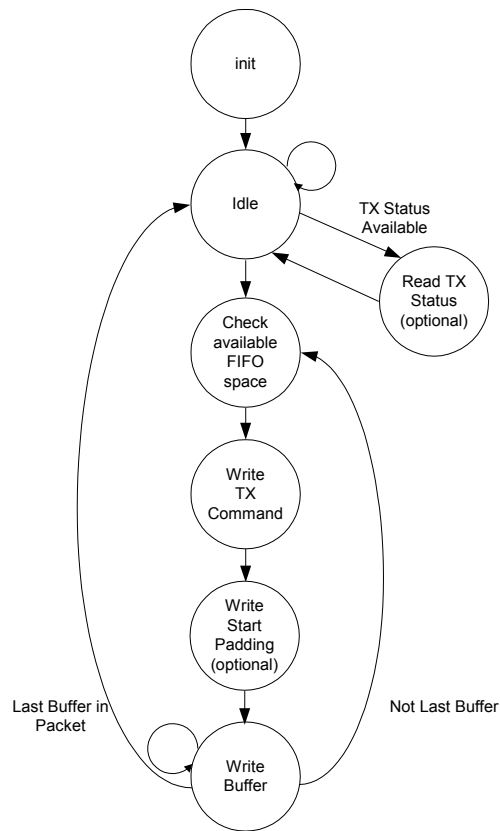 init
Idle
TX Status
Available
Read TX
Status
(optional)
Check
available
FIFO
space
Write
TX
Command
Write
Start
Padding
(optional)
Last Buffer in
Packet
Not Last Buffer
Write
Buffer